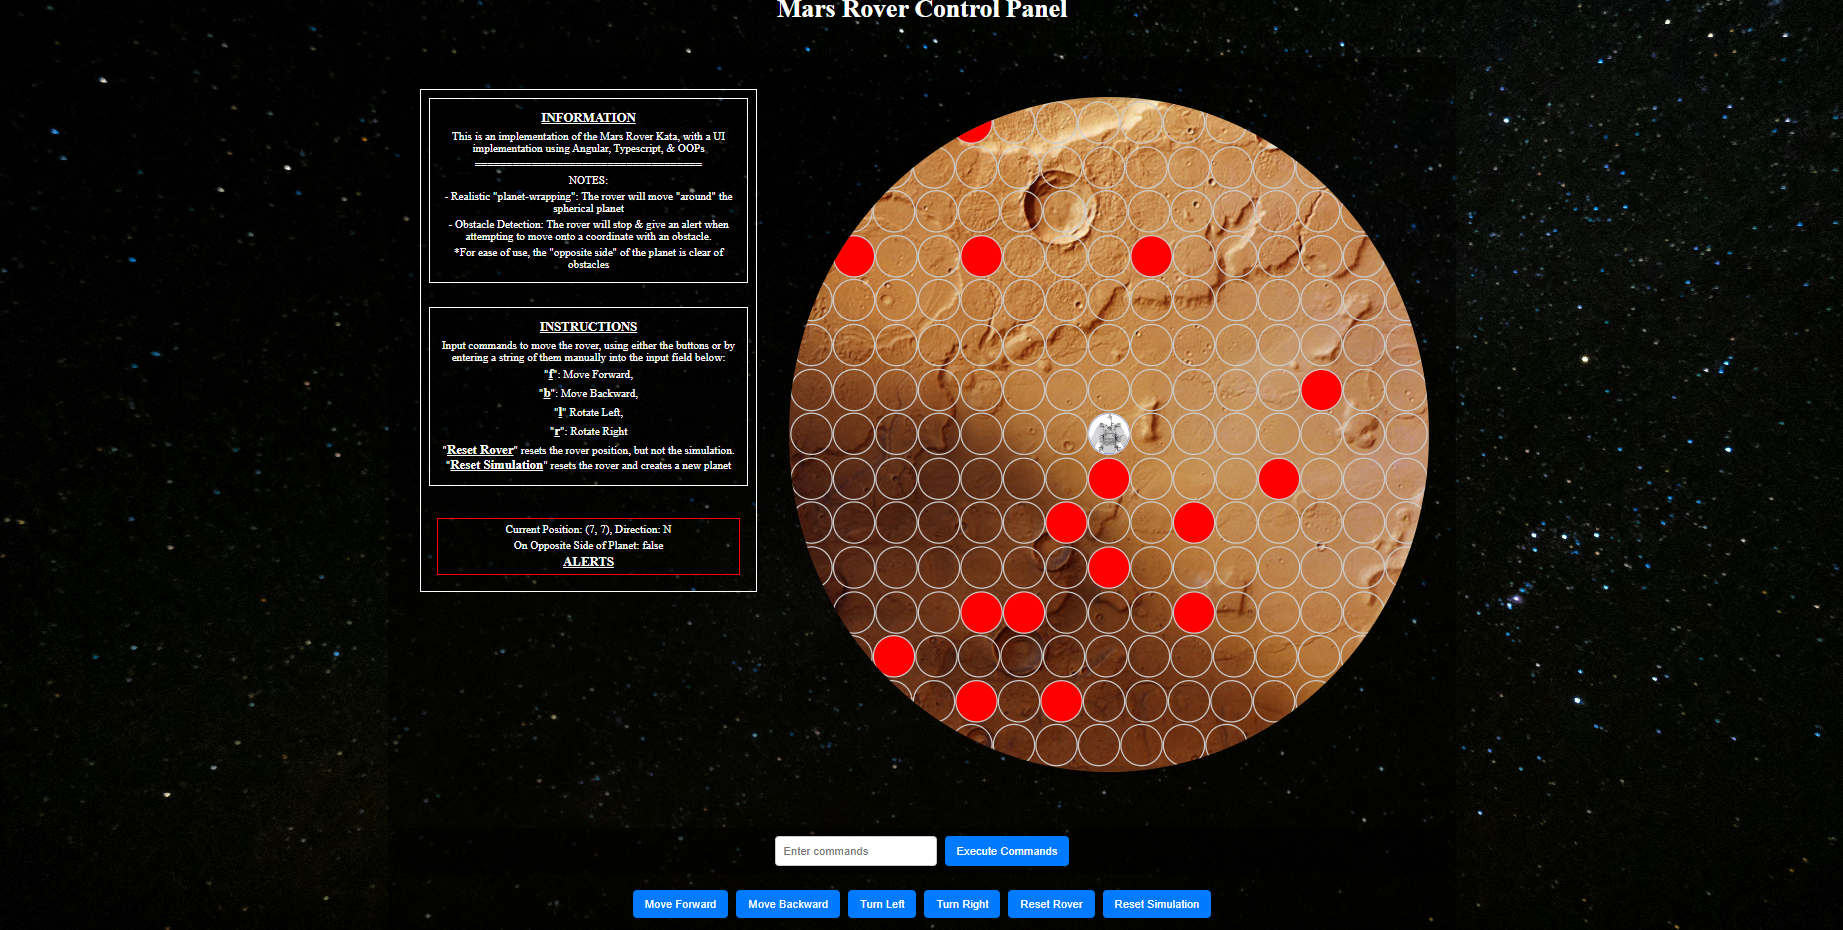 Mars Rover Control Panel
INFORMATION
This is an implementation of the Mars Rover Kata, with a UI
implementation using Angular, Typescript, & OOPs
====================================
NOTES:
- Realistic "planet-wrapping": The rover will move "around" the
spherical planet
- Obstacle Detection: The rover will stop & give an alert when
attempting to move onto a coordinate with an obstacle.
*For ease of use, the "opposite side" of the planet is clear of
obstacles
INSTRUCTIONS
Input commands to move the rover, using either the buttons or by
entering a string of them manually into the input field below:
"f": Move Forward,
"b": Move Backward,
"l" Rotate Left,
"r": Rotate Right
"Reset Rover" resets the rover position, but not the simulation.
"Reset Simulation" resets the rover and creates a new planet
Current Position: (7, 7), Direction: N
On Opposite Side of Planet: false
ALERTS
Enter commands
Execute Commands
Move Forward
Move Backward
Turn Left
Turn Right
Reset Rover
Reset Simulation